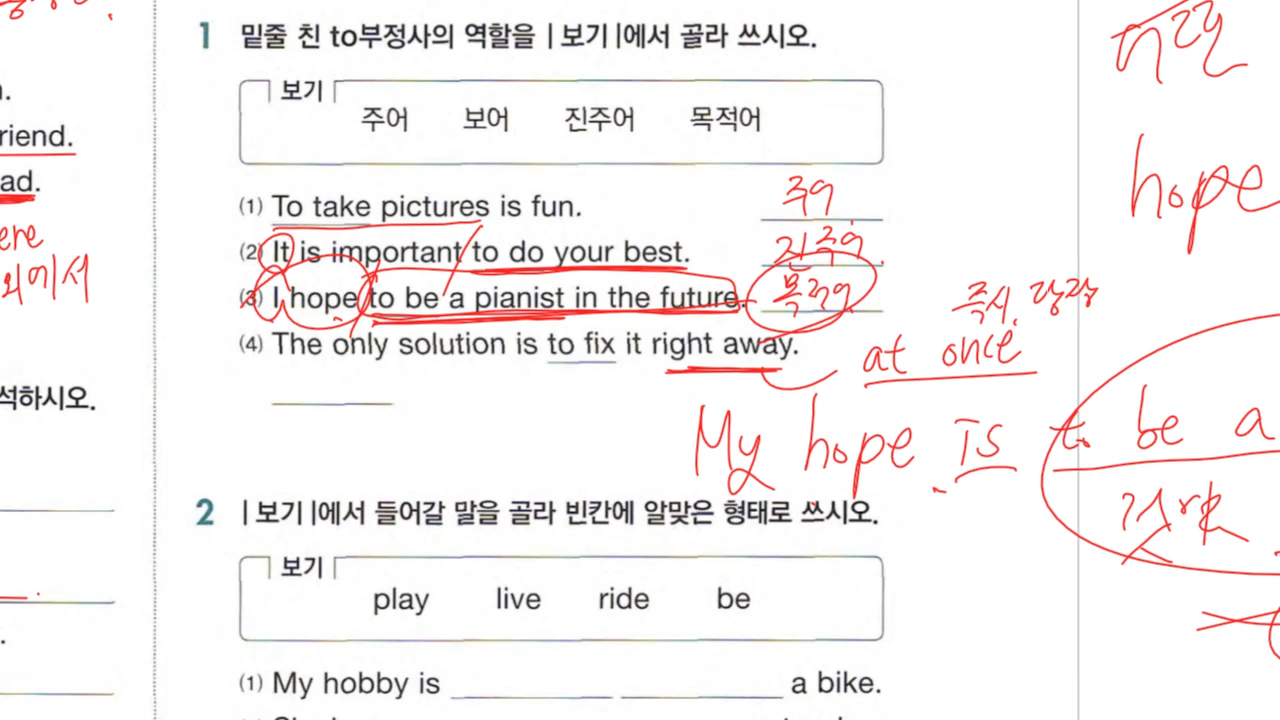 1 밑줄 친 to부정사의 역할을 |보기|에서 골라 쓰시오.
보기
주어 보어 진주어 목적어
n.
riend.
ad.
ere
외에서
(1) To take pictures is fun. 주어
(2) It is important to do your best. 진주어
(3) I hope to be a pianist in the future. 목적어
(4) The only solution is to fix it right away.
즉시, 당장
at once
hope
My hope is to be a
석하시오.
2 |보기|에서 들어갈 말을 골라 빈칸에 알맞은 형태로 쓰시오.
보기
play live ride be
(1) My hobby is ____ ____ a bike.